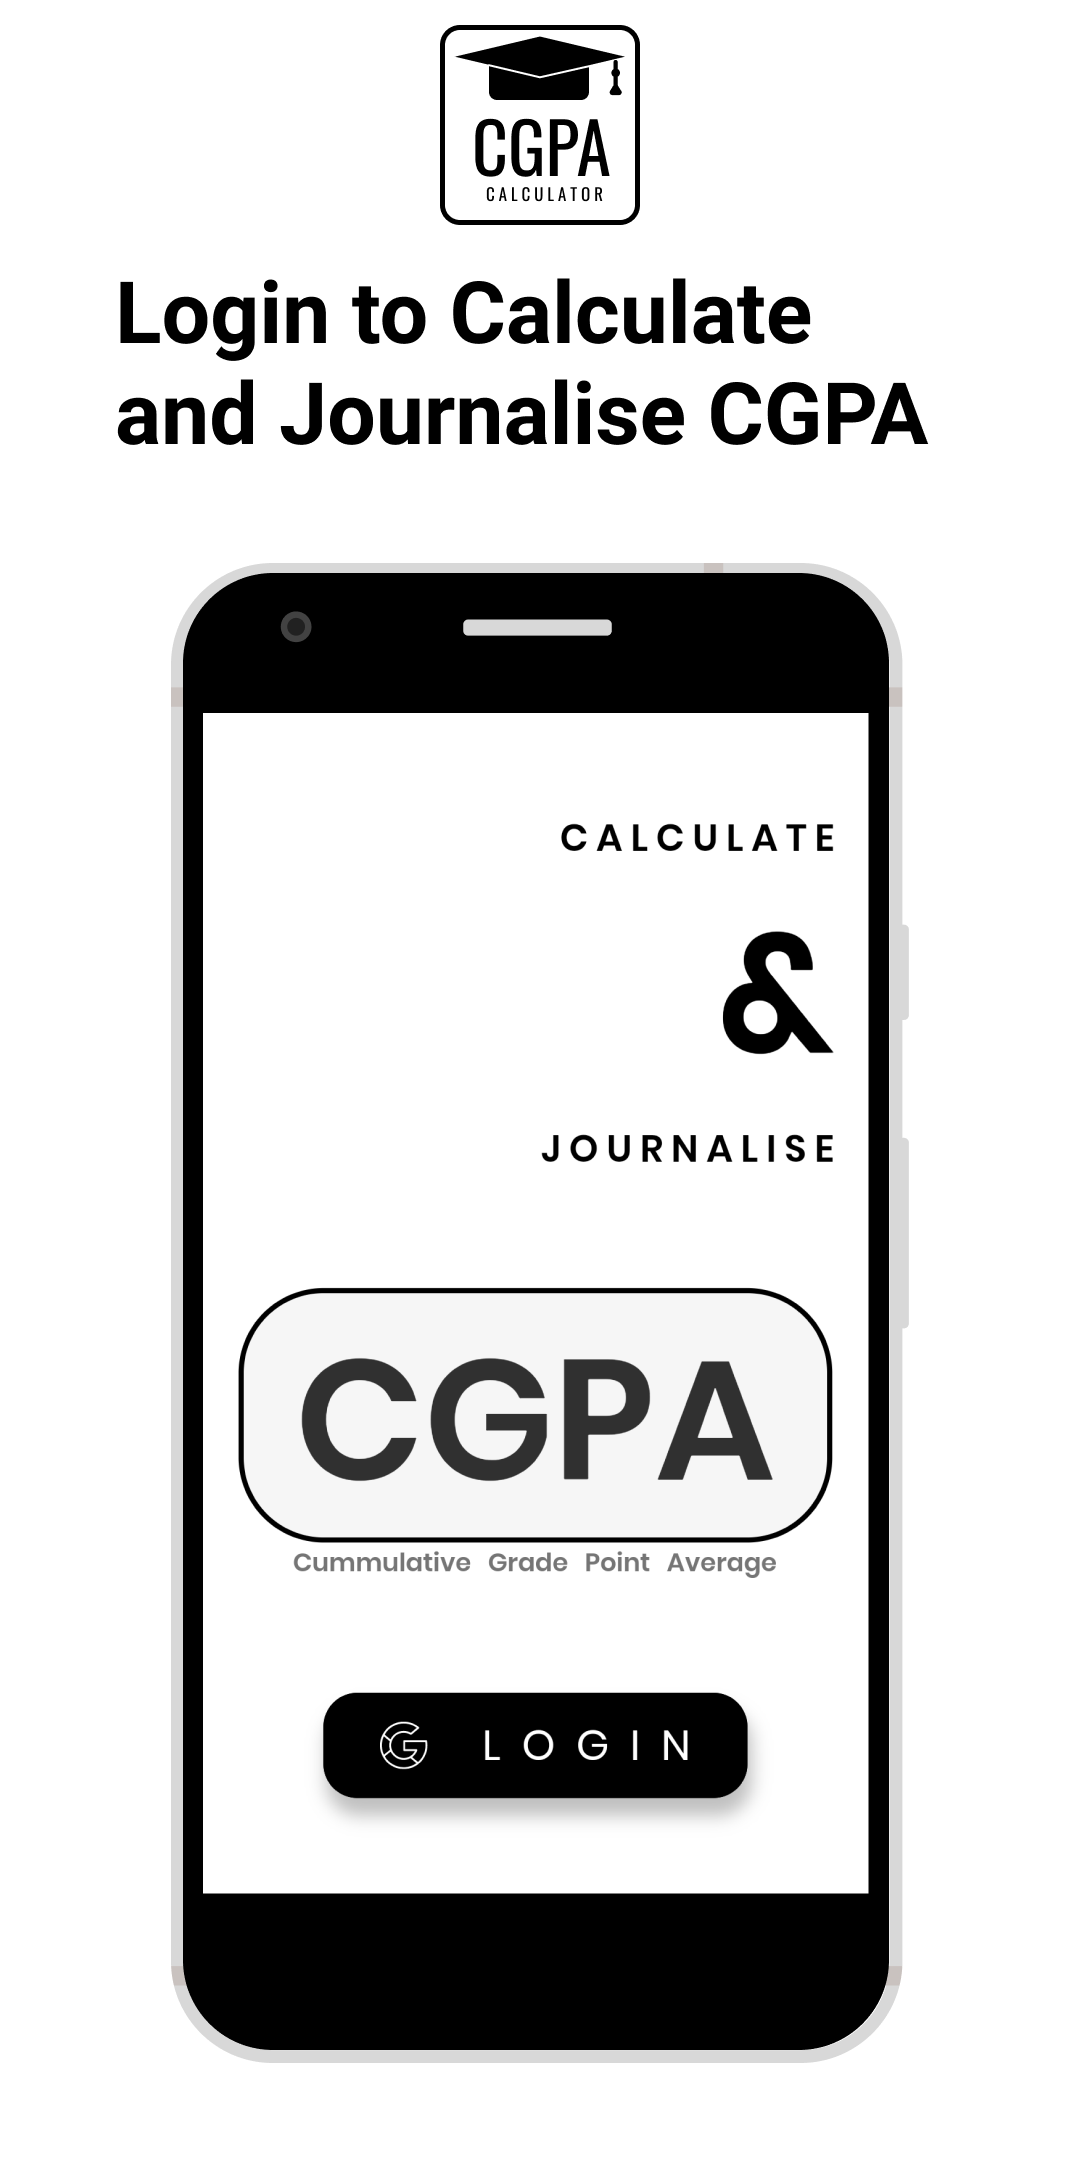 CGPA
CALCULATOR
Login to Calculate
and Journalise CGPA
CALCULATE
&
JOURNALISE
CGPA
Cummulative Grade Point Average
G LOGIN